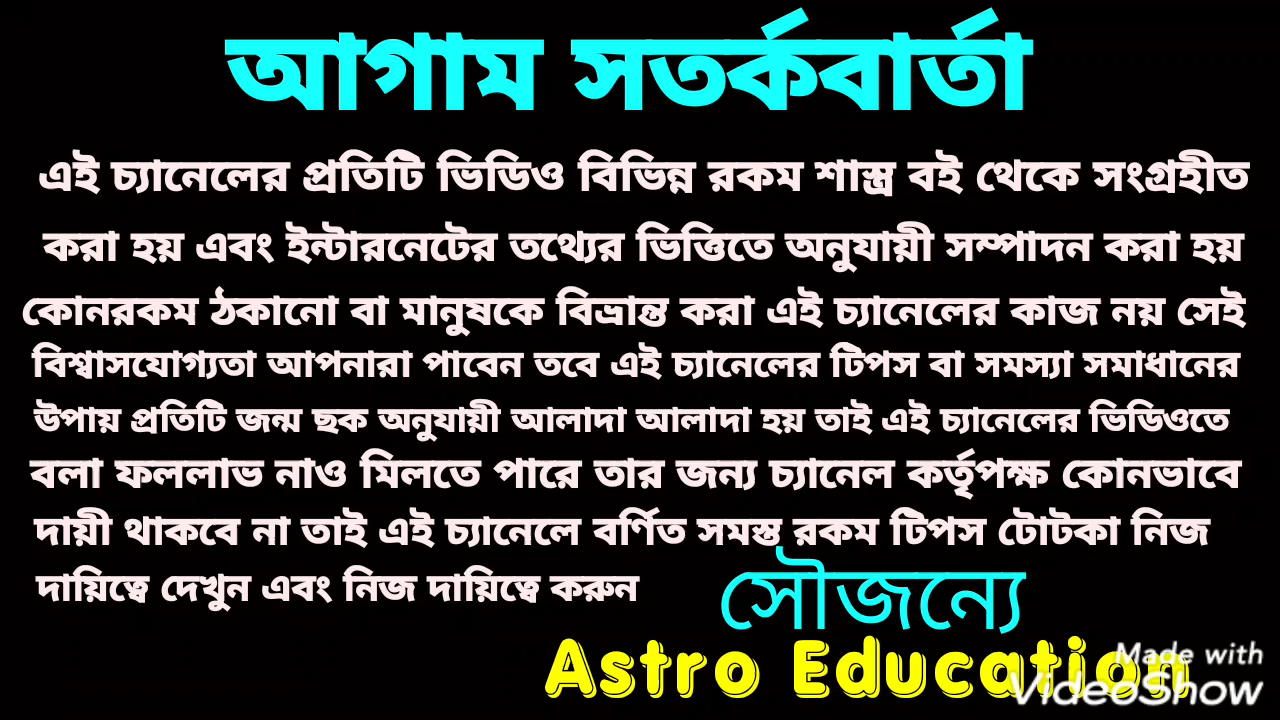 আগাম সতর্কবার্তা
এই চ্যানেলের প্রতিটি ভিডিও বিভিন্ন রকম শাস্ত্র বই থেকে সংগ্রহীত
করা হয় এবং ইন্টারনেটের তথ্যের ভিত্তিতে অনুযায়ী সম্পাদন করা হয়
কোনরকম ঠকানো বা মানুষকে বিভ্রান্ত করা এই চ্যানেলের কাজ নয় সেই
বিশ্বাসযোগ্যতা আপনারা পাবেন তবে এই চ্যানেলের টিপস বা সমস্যা সমাধানের
উপায় প্রতিটি জন্ম ছক অনুযায়ী আলাদা আলাদা হয় তাই এই চ্যানেলের ভিডিওতে
বলা ফললাভ নাও মিলতে পারে তার জন্য চ্যানেল কর্তৃপক্ষ কোনভাবে
দায়ী থাকবে না তাই এই চ্যানেলে বর্ণিত সমস্ত রকম টিপস টোটকা নিজ
দায়িত্বে দেখুন এবং নিজ দায়িত্বে করুন
সৌজন্যে
Astro Education
Made with
VideoShow